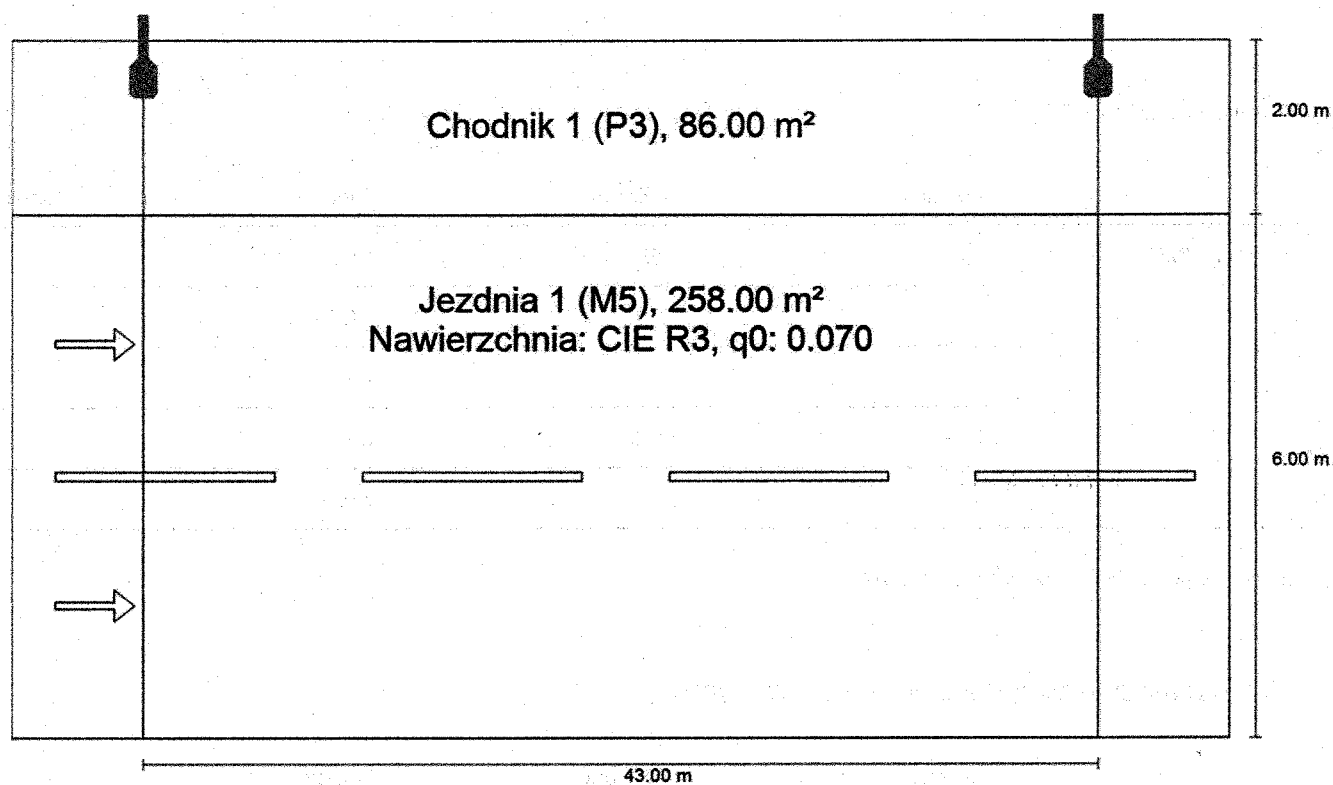 Chodnik 1 (P3), 86.00 m²
2.00 m
Jezdnia 1 (M5), 258.00 m²
Nawierzchnia: CIE R3, q0: 0.070
6.00 m
43.00 m